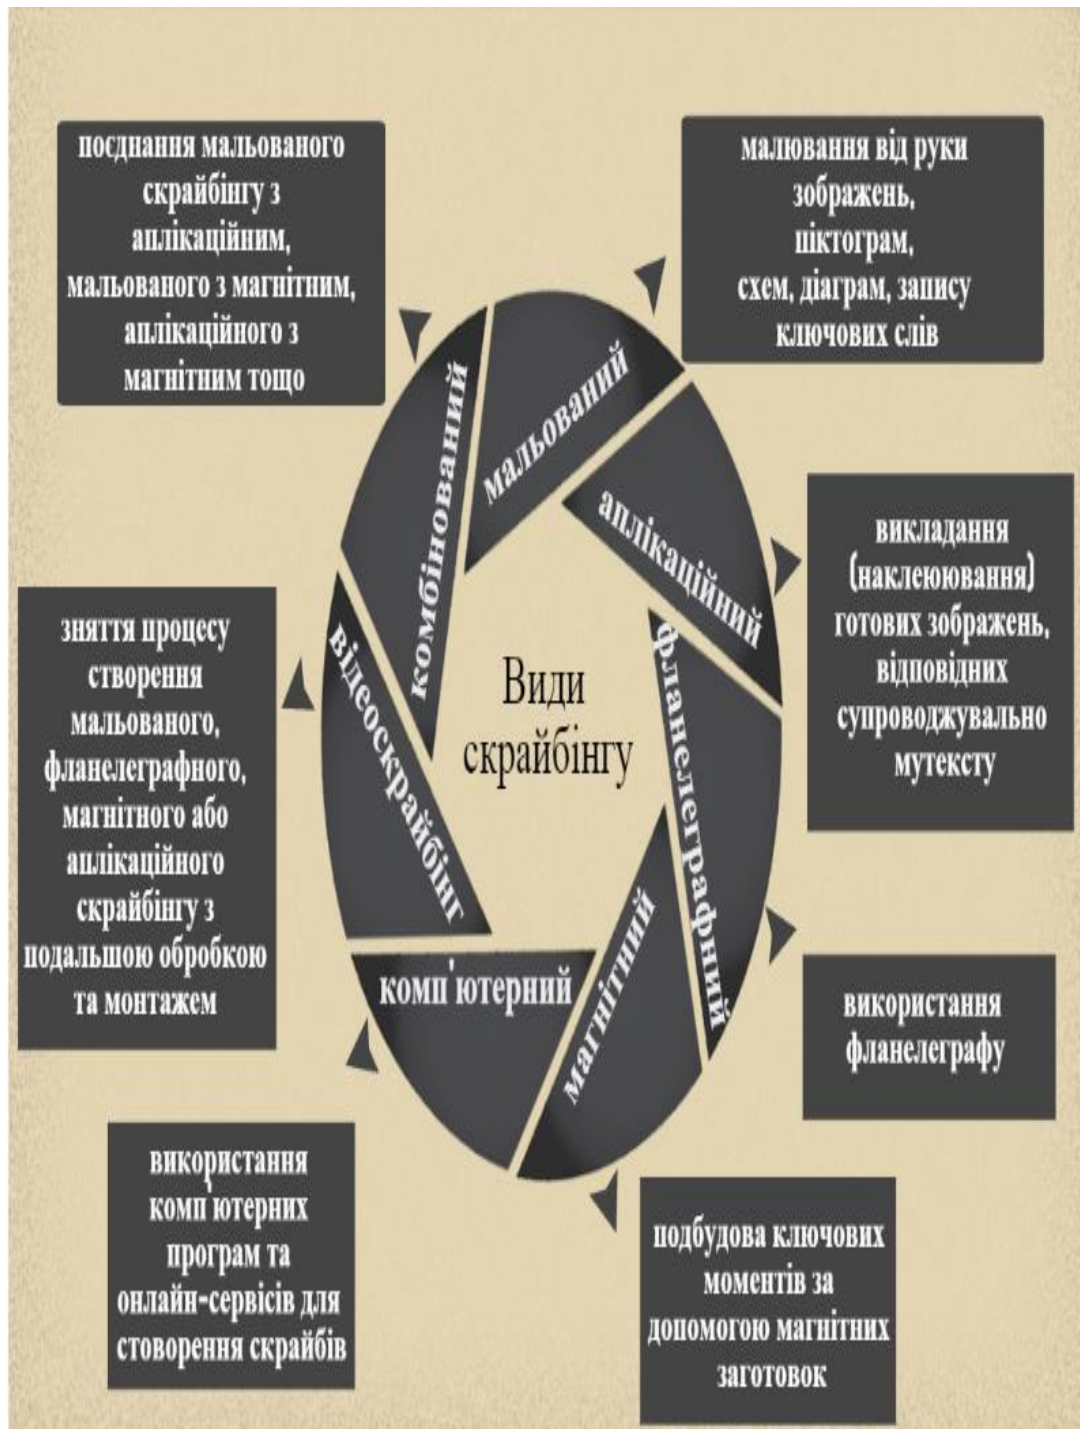 поєднання мальованого
скрайбінгу з
аплікаційним,
мальованого з магнітним,
аплікаційного з
магнітним тощо
малювання від руки
зображень,
піктограм,
схем, діаграм, запису
ключових слів
комбінований
мальований
аплікаційний
викладання
(наклеюювання)
готових зображень,
відповідних
супроводжувально
мутексту
зняття процесу
створення
мальованого,
фланелеграфного,
магнітного або
аплікаційного
скрайбінгу з
подальшою обробкою
та монтажем
відеоскрайбінг
Види
скрайбінгу
фланелеграфний
використання
фланелеграфу
комп'ютерний
магнітний
використання
комп'ютерних
програм та
онлайн-сервісів для
стоворення скрайбів
подбудова ключових
моментів за
допомогою магнітних
заготовок